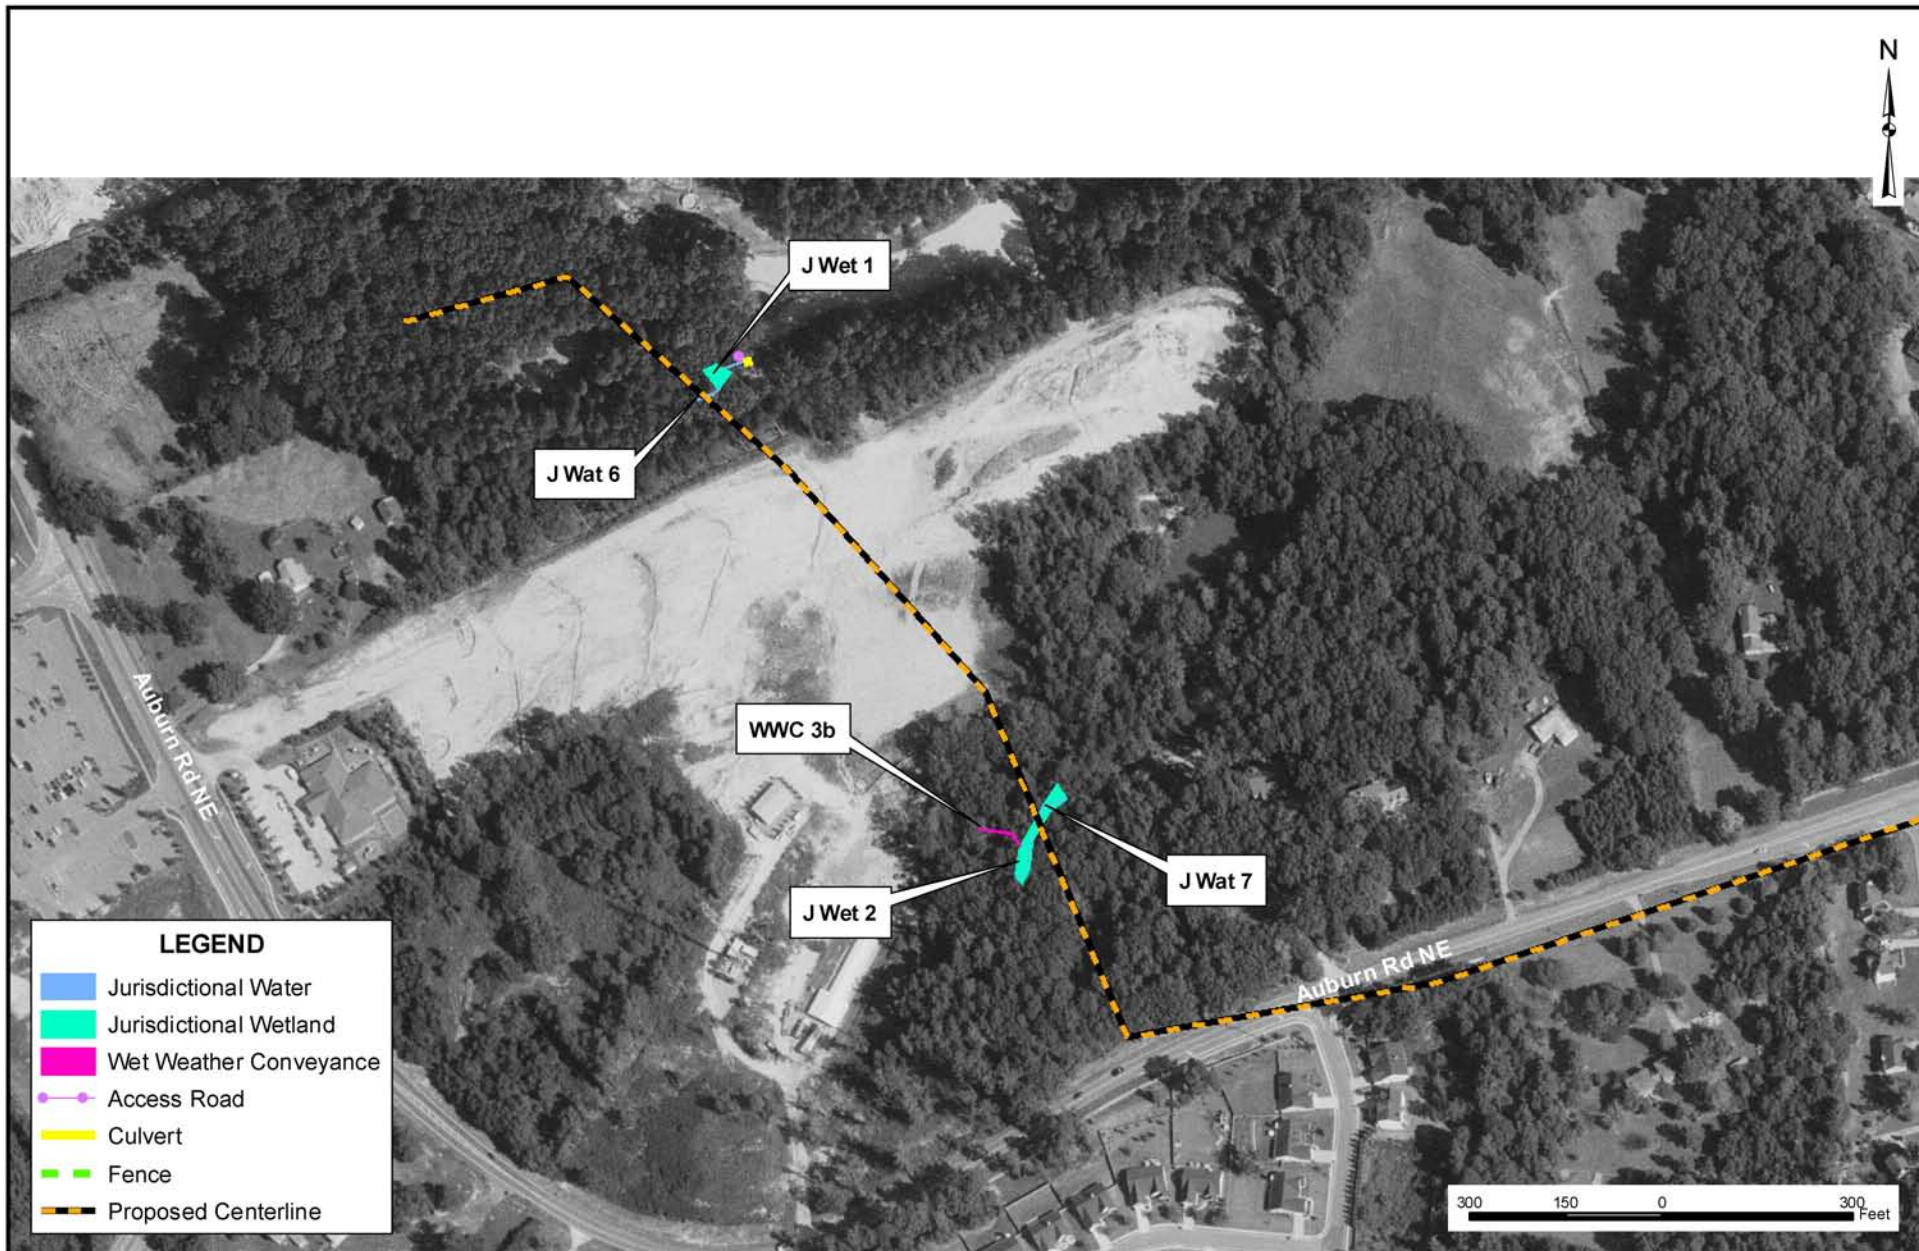 N
J Wet 1
J Wat 6
Auburn Rd NE
WWC 3b
J Wat 7
J Wet 2
Auburn Rd NE
LEGEND
Jurisdictional Water
Jurisdictional Wetland
Wet Weather Conveyance
Access Road
Culvert
Fence
Proposed Centerline
300 150 0 300
Feet